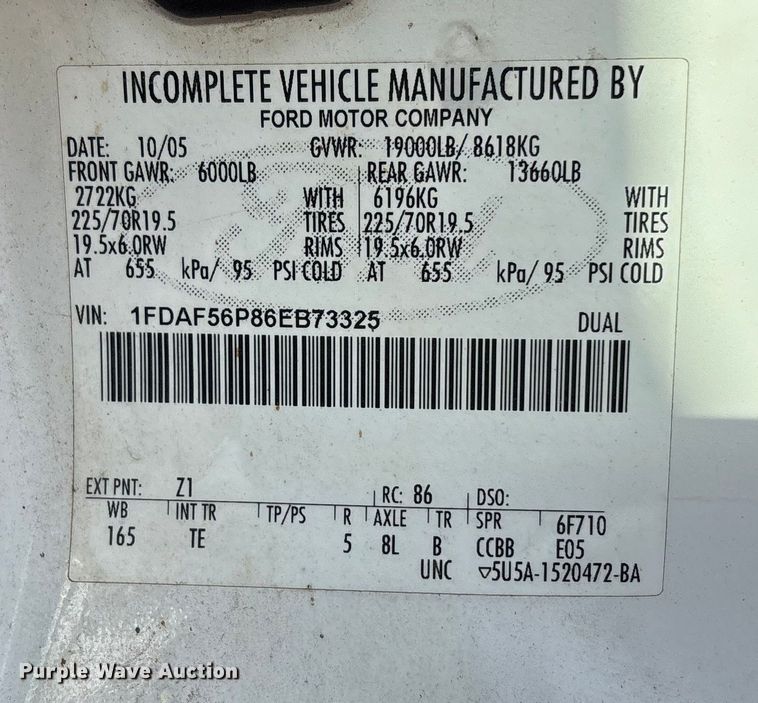 INCOMPLETE VEHICLE MANUFACTURED BY
FORD MOTOR COMPANY
DATE: 10/05 GVWR: 19000LB/ 8618KG
FRONT GAWR: 6000LB REAR GAWR: 13660LB
2722KG WITH 6196KG WITH
225/70R19.5 TIRES 225/70R19.5 TIRES
19.5x6.0RW RIMS 19.5x6.0RW RIMS
AT 655 kPa/ 95 PSI COLD AT 655 kPa/ 95 PSI COLD
VIN: 1FDAF56P86EB73325 DUAL
EXT PNT: Z1 RC: 86 DSO:
WB INT TR TP/PS R AXLE TR SPR 6F710
165 TE 5 8L B CCBB E05
UNC ▽5U5A-1520472-BA
Purple Wave Auction